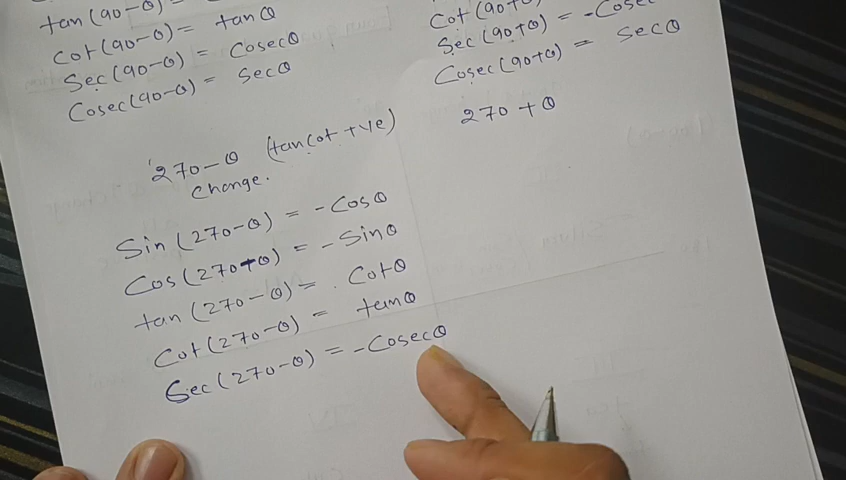 tan(90-θ)=
cot(90-θ) = tanθ
Sec(90-θ) = Cosecθ
Cosec(90-θ) = secθ
Cot(90+θ)
Sec(90+θ) = -Cosec
Cosec(90+θ) = secθ
270-θ (tancot +ve)
change.
270 + θ
Sin(270-θ) = -Cosθ
Cos(270-θ) = -Sinθ
tan(270-θ) = Cotθ
Cot(270-θ) = tanθ
Sec(270-θ) = -Cosecθ